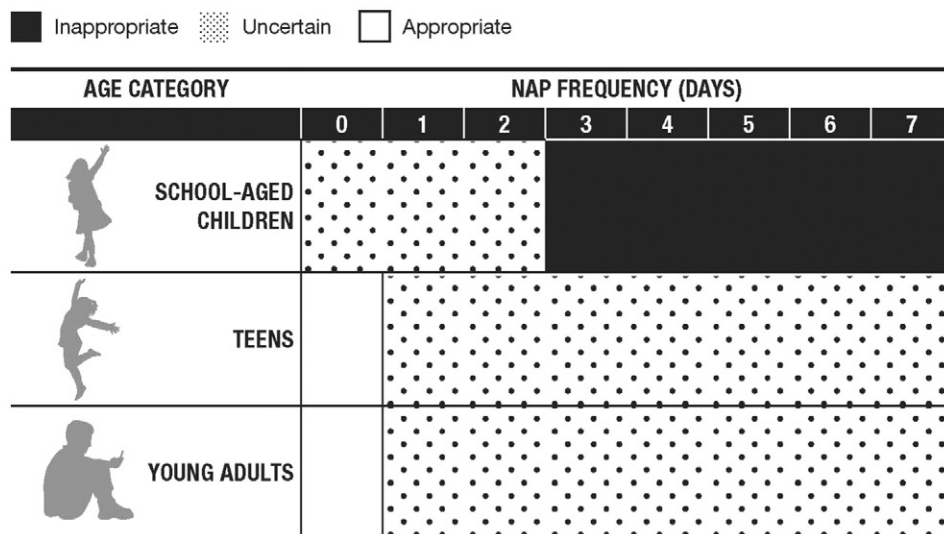 Inappropriate Uncertain Appropriate
AGE CATEGORY NAP FREQUENCY (DAYS)
0 1 2 3 4 5 6 7
SCHOOL-AGED
CHILDREN
TEENS
YOUNG ADULTS